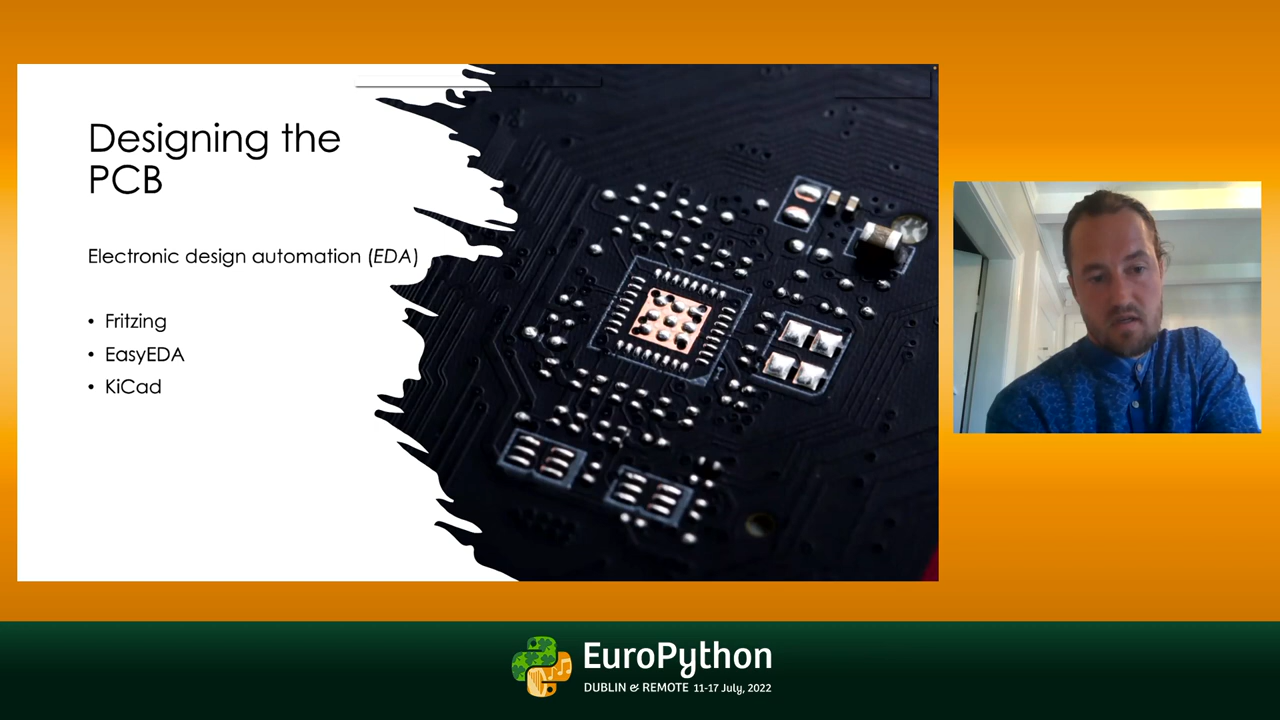 Designing the
PCB
Electronic design automation (EDA)
• Fritzing
• EasyEDA
• KiCad
EuroPython
DUBLIN & REMOTE 11-17 July, 2022